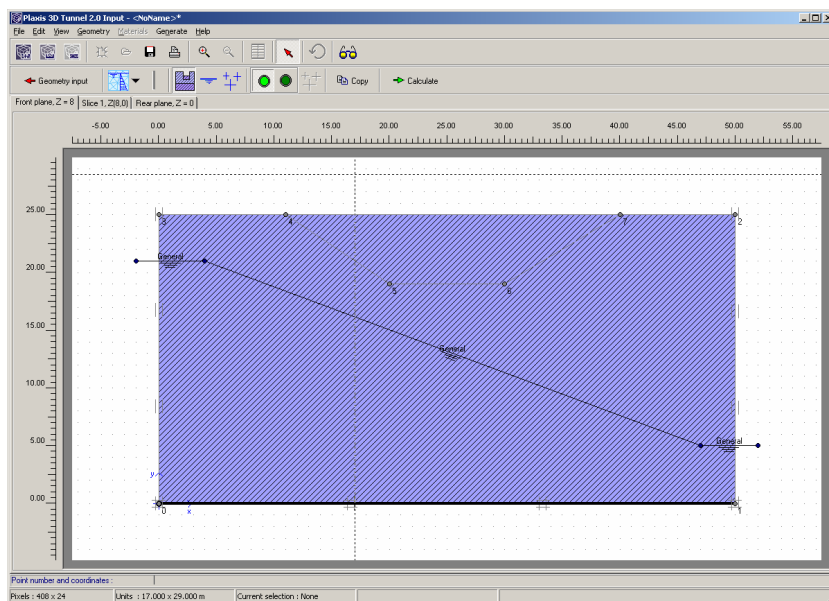 Plaxis 3D Tunnel 2.0 Input - <NoName>*
File Edit View Geometry Materials Generate Help
Geometry input Copy Calculate
Front plane, Z = 8 Slice 1, Z(8,0) Rear plane, Z = 0
-5.00 0.00 5.00 10.00 15.00 20.00 25.00 30.00 35.00 40.00 45.00 50.00 55.00
25.00
3 4 7 2
General
20.00
5 6
15.00
General
10.00
5.00
General
y
0.00
0 x 1
Point number and coordinates :
Pixels : 408 x 24 Units : 17.000 x 29.000 m Current selection : None